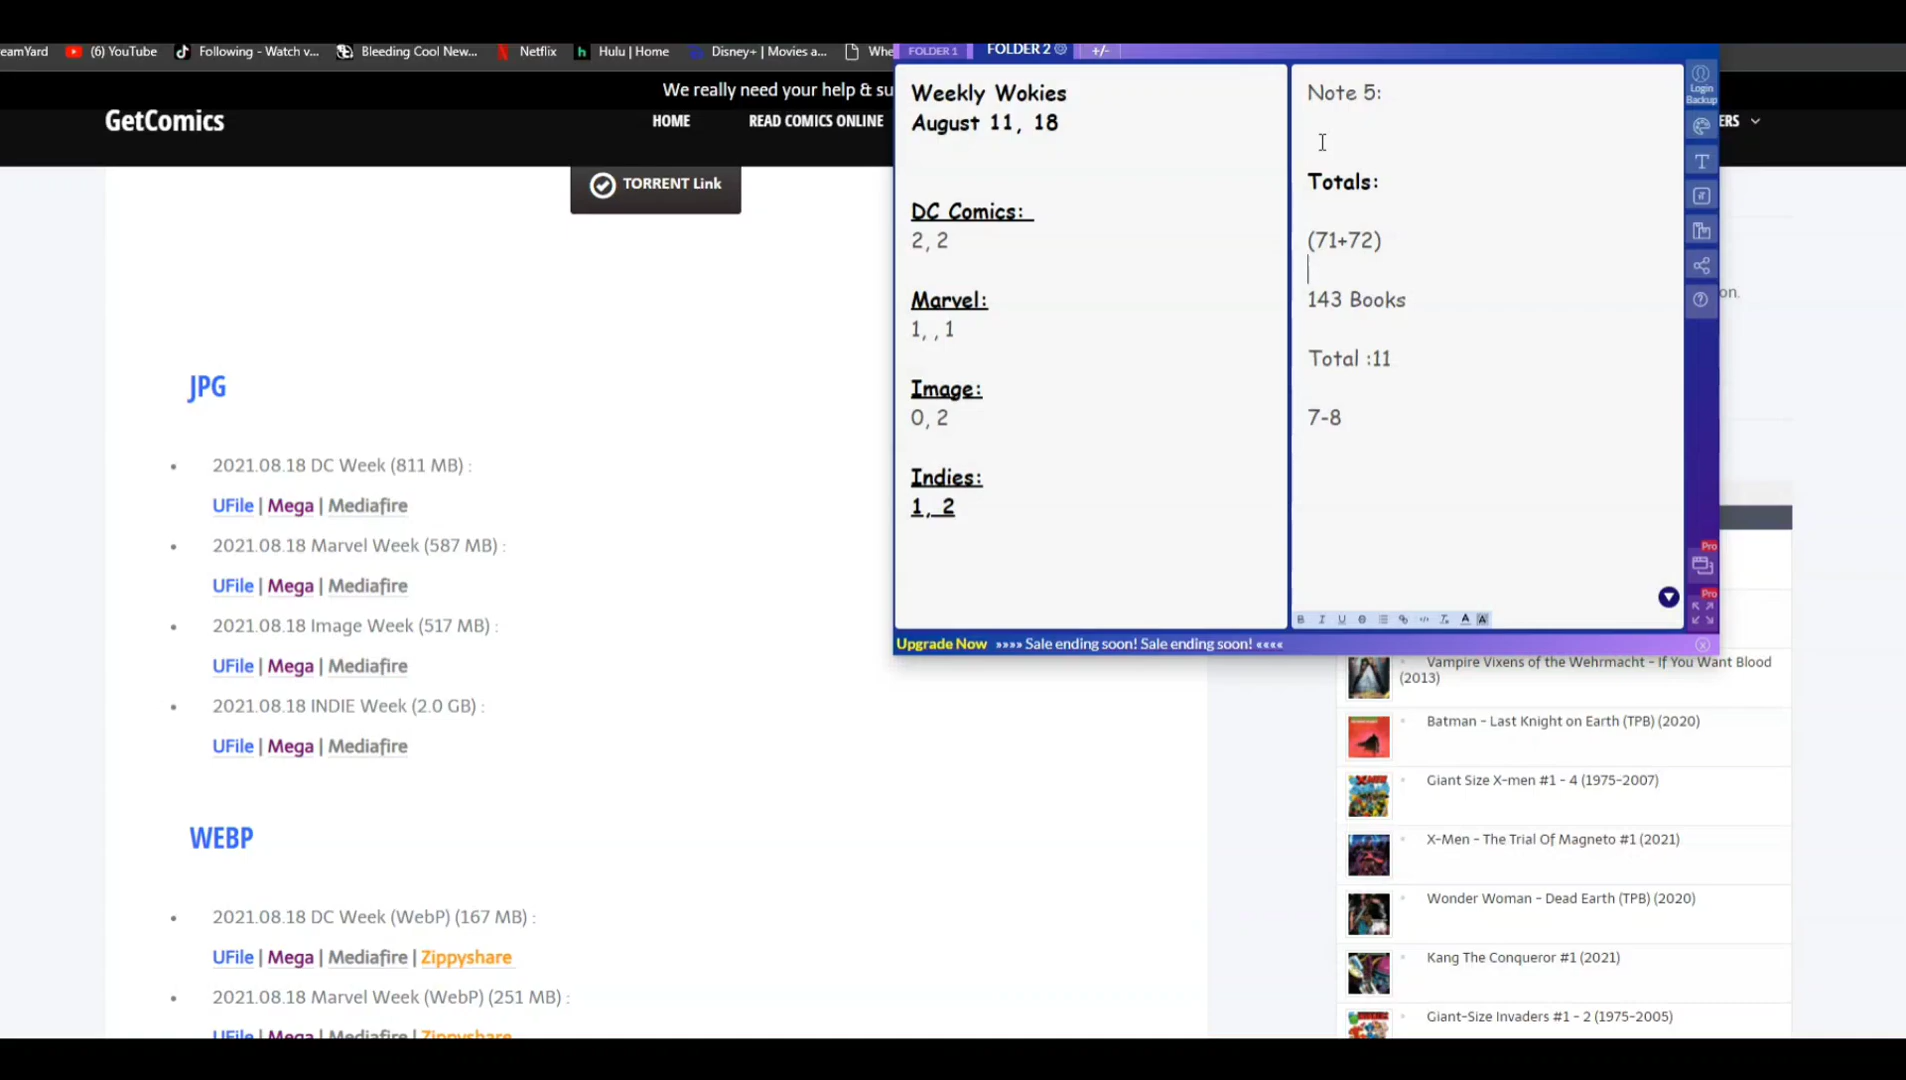 eamYard
(6) YouTube
Following - Watch v...
Bleeding Cool New...
Netflix
Hulu | Home
Disney+ | Movies a...
Whe
FOLDER 1
FOLDER 2
+/-
We really need your help & su
GetComics
HOME
READ COMICS ONLINE
ERS
TORRENT Link
on.
JPG
2021.08.18 DC Week (811 MB) :
UFile | Mega | Mediafire
2021.08.18 Marvel Week (587 MB) :
UFile | Mega | Mediafire
2021.08.18 Image Week (517 MB) :
UFile | Mega | Mediafire
2021.08.18 INDIE Week (2.0 GB) :
UFile | Mega | Mediafire
WEBP
2021.08.18 DC Week (WebP) (167 MB) :
UFile | Mega | Mediafire | Zippyshare
2021.08.18 Marvel Week (WebP) (251 MB) :
UFile | Mega | Mediafire | Zippyshare
Weekly Wokies
August 11, 18
DC Comics:
2, 2
Marvel:
1, , 1
Image:
0, 2
Indies:
1, 2
Note 5:
Totals:
(71+72)
143 Books
Total :11
7-8
Login
Backup
Pro
Pro
B I U
Upgrade Now »»»» Sale ending soon! Sale ending soon! ««««
Vampire Vixens of the Wehrmacht - If You Want Blood
(2013)
Batman - Last Knight on Earth (TPB) (2020)
Giant Size X-men #1 - 4 (1975-2007)
X-Men - The Trial Of Magneto #1 (2021)
Wonder Woman - Dead Earth (TPB) (2020)
Kang The Conqueror #1 (2021)
Giant-Size Invaders #1 - 2 (1975-2005)